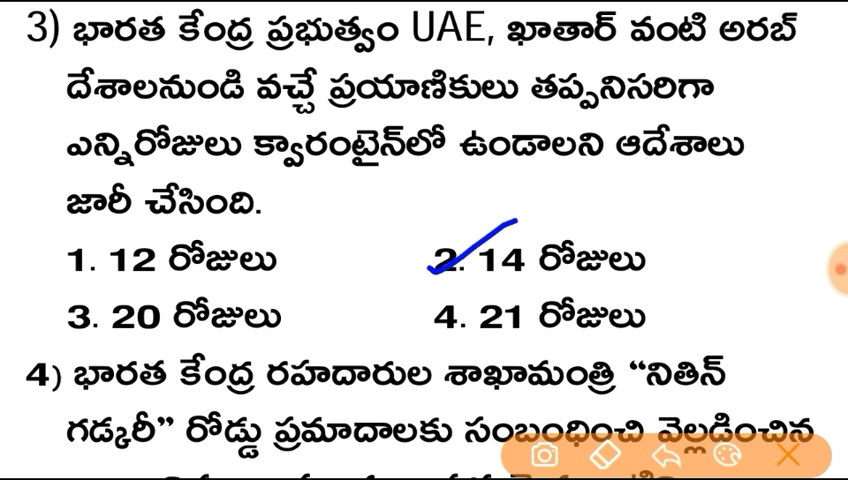 3) భారత కేంద్ర ప్రభుత్వం UAE, ఖాతార్ వంటి అరబ్
దేశాలనుండి వచ్చే ప్రయాణికులు తప్పనిసరిగా
ఎన్నిరోజులు క్వారంటైన్‌లో ఉండాలని ఆదేశాలు
జారీ చేసింది.
1. 12 రోజులు 2. 14 రోజులు
3. 20 రోజులు 4. 21 రోజులు
4) భారత కేంద్ర రహదారుల శాఖామంత్రి “నితిన్
గడ్కరీ” రోడ్డు ప్రమాదాలకు సంబంధించి వెల్లడించిన